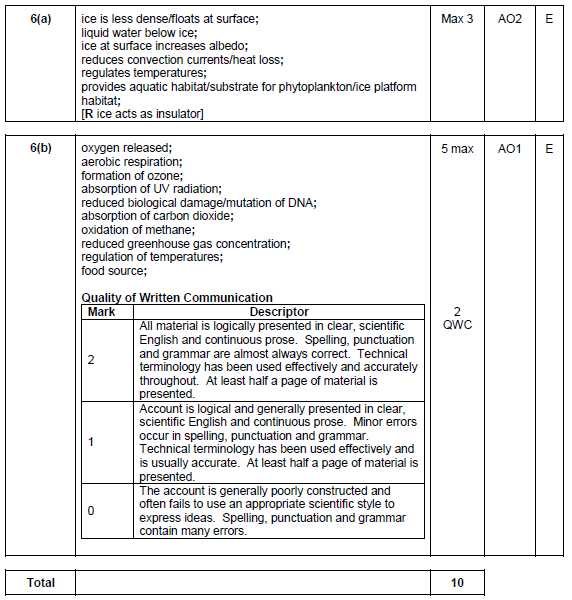 6(a) ice is less dense/floats at surface; Max 3 AO2 E
liquid water below ice;
ice at surface increases albedo;
reduces convection currents/heat loss;
regulates temperatures;
provides aquatic habitat/substrate for phytoplankton/ice platform
habitat;
[R ice acts as insulator]
6(b) oxygen released; 5 max AO1 E
aerobic respiration;
formation of ozone;
absorption of UV radiation;
reduced biological damage/mutation of DNA;
absorption of carbon dioxide;
oxidation of methane;
reduced greenhouse gas concentration;
regulation of temperatures;
food source;
Quality of Written Communication
Mark Descriptor 2
QWC
All material is logically presented in clear, scientific
English and continuous prose. Spelling, punctuation
and grammar are almost always correct. Technical
2 terminology has been used effectively and accurately
throughout. At least half a page of material is
presented.
Account is logical and generally presented in clear,
scientific English and continuous prose. Minor errors
occur in spelling, punctuation and grammar.
1 Technical terminology has been used effectively and
is usually accurate. At least half a page of material is
presented.
The account is generally poorly constructed and
0 often fails to use an appropriate scientific style to
express ideas. Spelling, punctuation and grammar
contain many errors.
Total 10